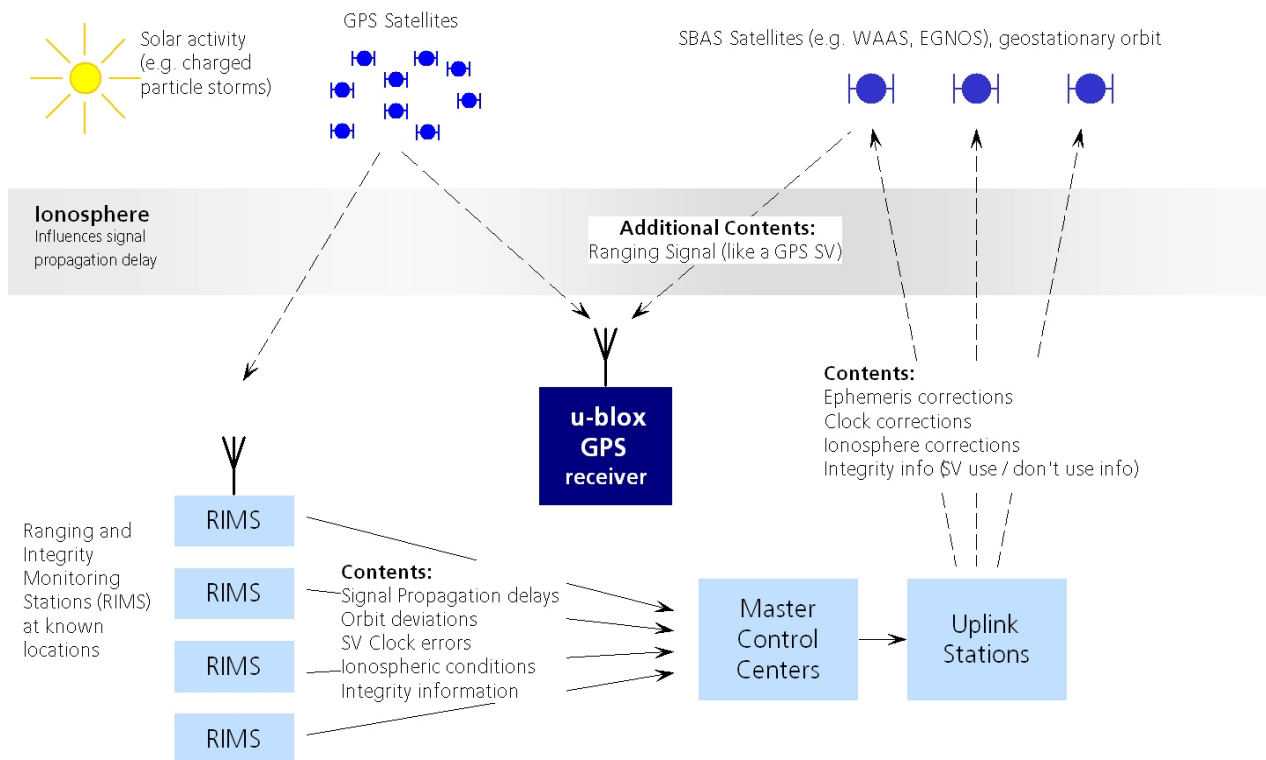 GPS Satellites
Solar activity
(e.g. charged
particle storms)
SBAS Satellites (e.g. WAAS, EGNOS), geostationary orbit
Ionosphere
Influences signal
propagation delay
Additional Contents:
Ranging Signal (like a GPS SV)
u-blox
GPS
receiver
Contents:
Ephemeris corrections
Clock corrections
Ionosphere corrections
Integrity info (SV use / don't use info)
Ranging and
Integrity
Monitoring
Stations (RIMS)
at known
locations
RIMS
RIMS
RIMS
RIMS
Contents:
Signal Propagation delays
Orbit deviations
SV Clock errors
Ionospheric conditions
Integrity information
Master
Control
Centers
Uplink
Stations